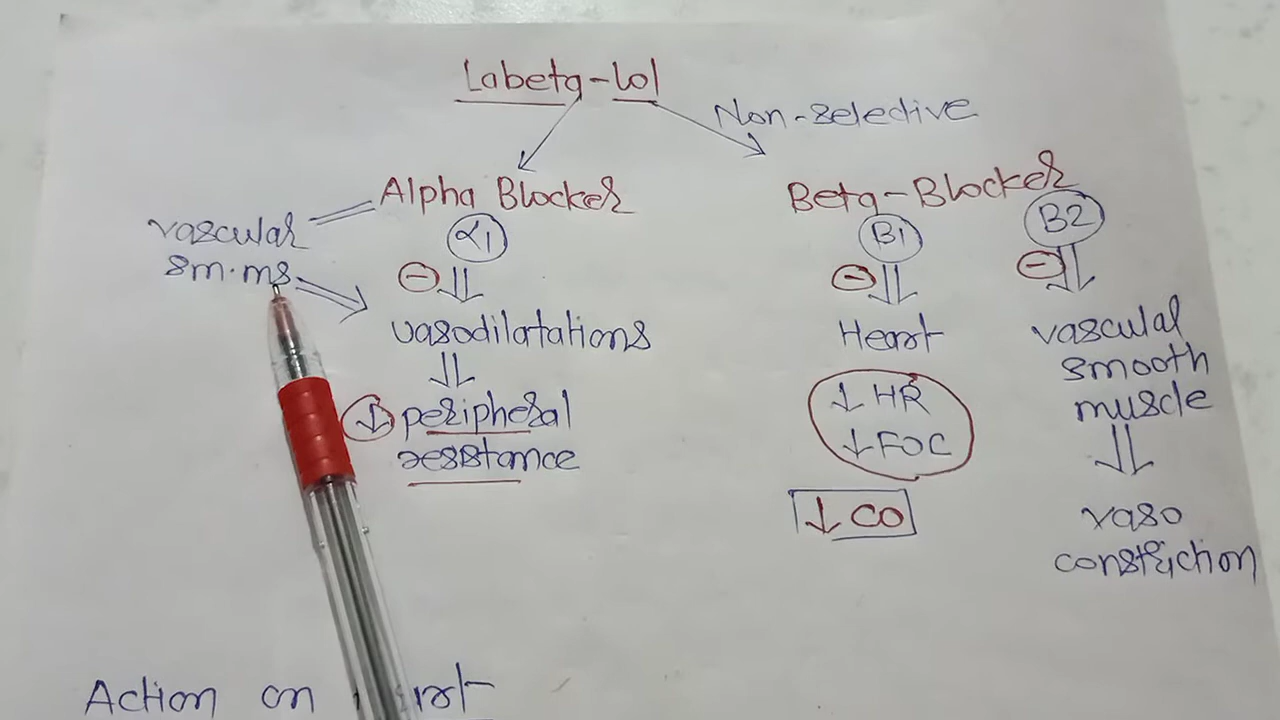 Labeta-lol
Non-selective
Alpha Blocker
α1
vascular
sm.ms
⊖
vasodilatations
↓ peripheral
resistance
Beta-Blocker
B1
B2
⊖
⊖
Heart
↓ HR
↓ FOC
↓ CO
vascular
smooth
muscle
vaso
constriction
Action on